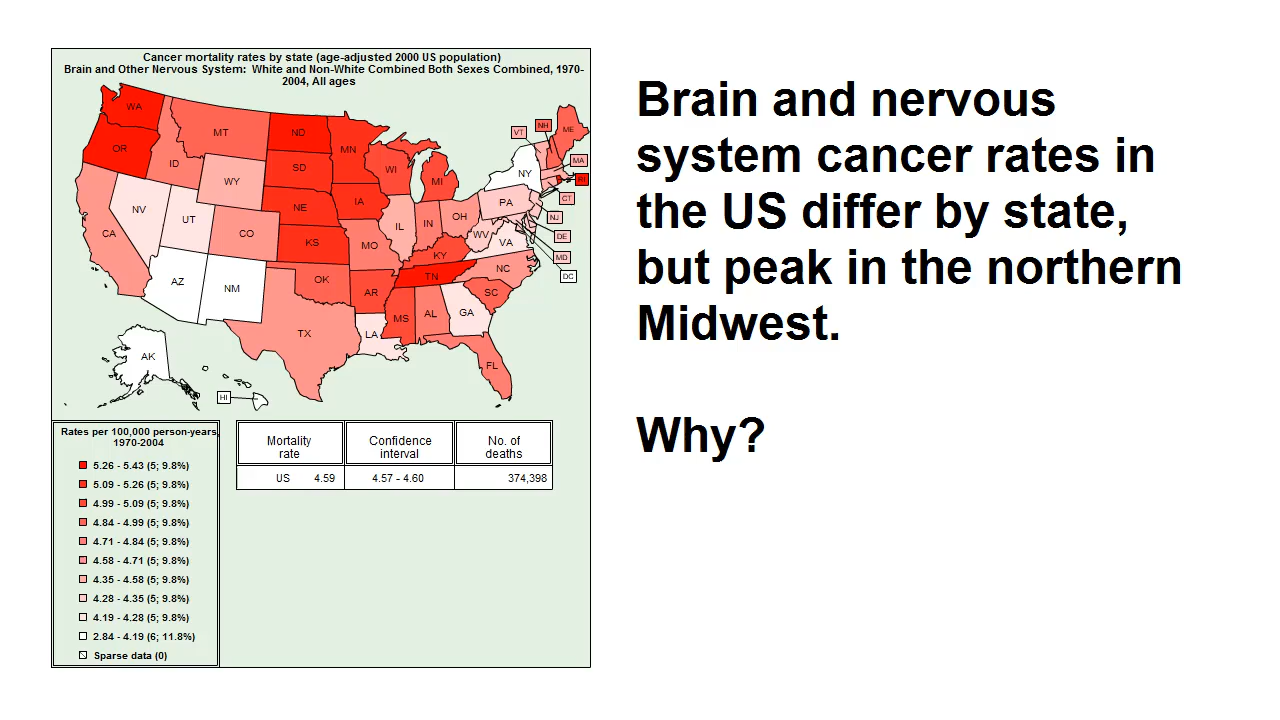 Cancer mortality rates by state (age-adjusted 2000 US population)
Brain and Other Nervous System:  White and Non-White Combined Both Sexes Combined, 1970-
2004, All ages
WA
OR
MT
ID
ND
SD
WY
NE
MN
WI
MI
IA
NV
UT
CO
CA
AZ
NM
KS
MO
IL
IN
OH
KY
WV
VA
PA
NY
VT
NH
ME
MA
RI
CT
NJ
DE
MD
DC
TN
NC
SC
OK
AR
MS
AL
GA
TX
LA
FL
AK
HI
Rates per 100,000 person-years,
1970-2004
5.26 - 5.43 (5; 9.8%)
5.09 - 5.26 (5; 9.8%)
4.99 - 5.09 (5; 9.8%)
4.84 - 4.99 (5; 9.8%)
4.71 - 4.84 (5; 9.8%)
4.58 - 4.71 (5; 9.8%)
4.35 - 4.58 (5; 9.8%)
4.28 - 4.35 (5; 9.8%)
4.19 - 4.28 (5; 9.8%)
2.84 - 4.19 (6; 11.8%)
Sparse data (0)
Mortality rate Confidence interval No. of deaths
US 4.59 4.57 - 4.60 374,398
Brain and nervous
system cancer rates in
the US differ by state,
but peak in the northern
Midwest.
Why?